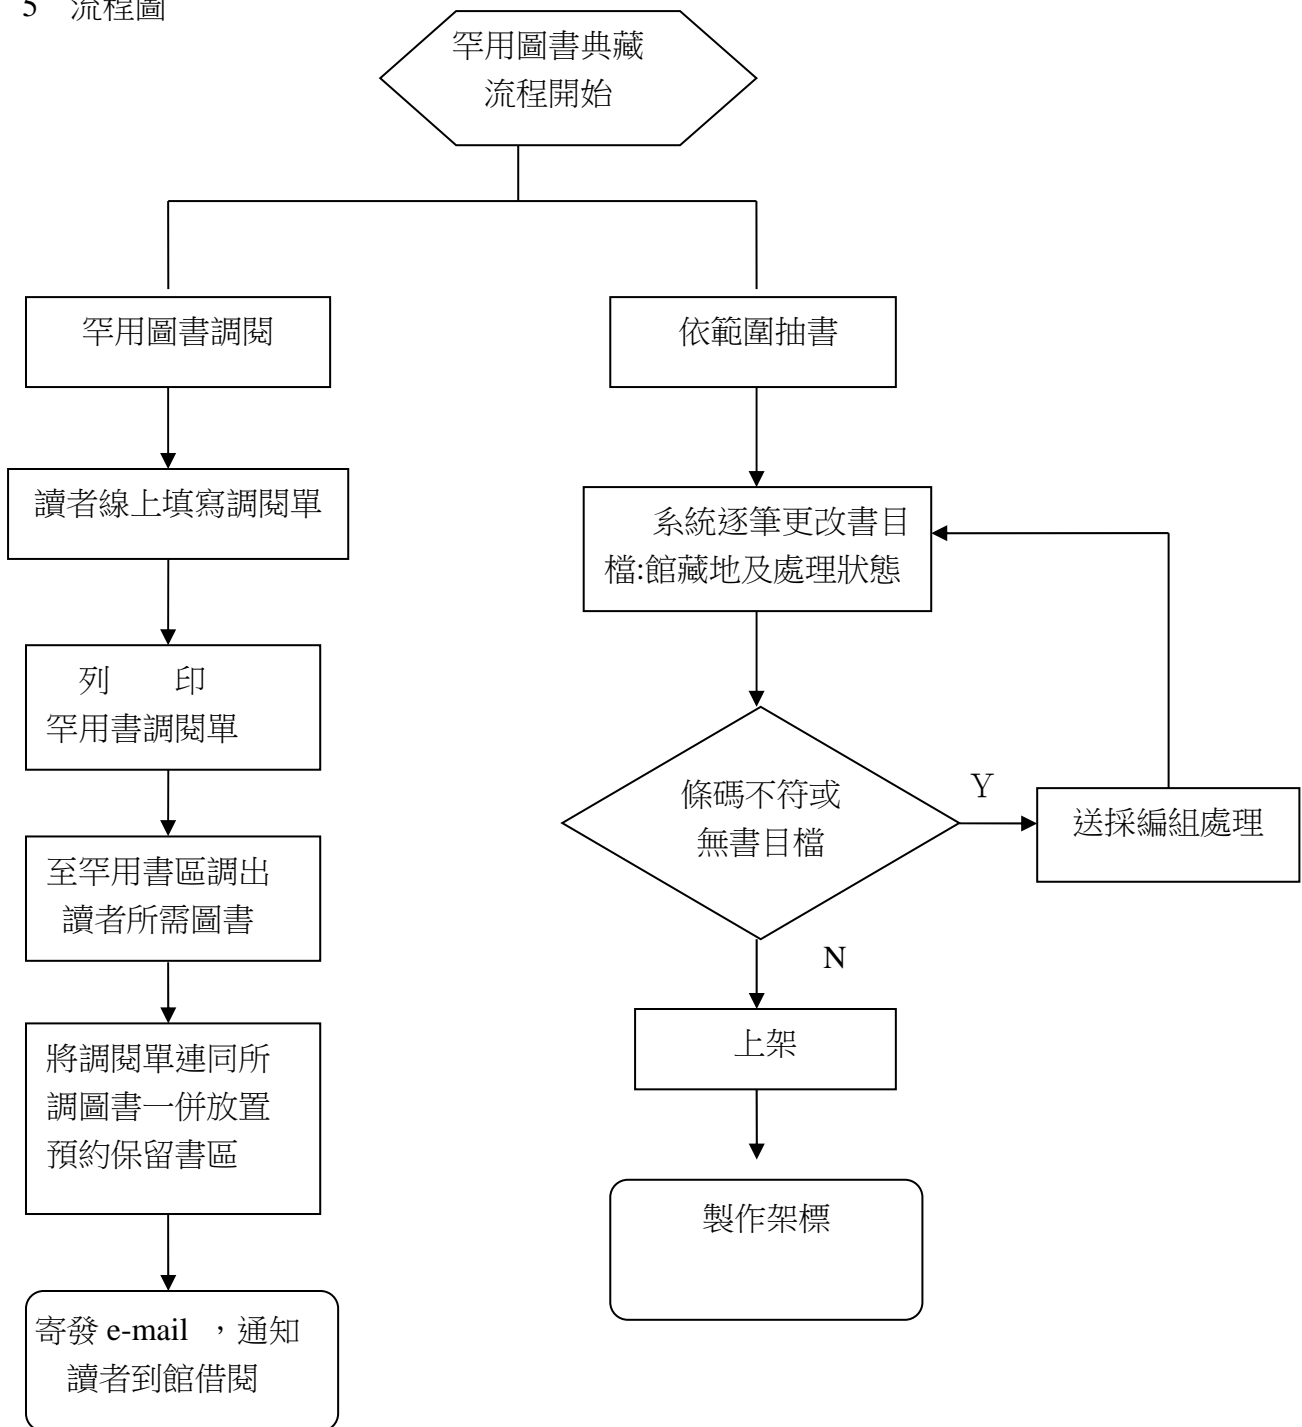 5 流程圖
罕用圖書典藏
流程開始
罕用圖書調閱
讀者線上填寫調閱單
列 印
罕用書調閱單
至罕用書區調出
讀者所需圖書
將調閱單連同所
調圖書一併放置
預約保留書區
寄發 e-mail ，通知
讀者到館借閱
依範圍抽書
系統逐筆更改書目
檔:館藏地及處理狀態
條碼不符或
無書目檔
Y
送採編組處理
N
上架
製作架標